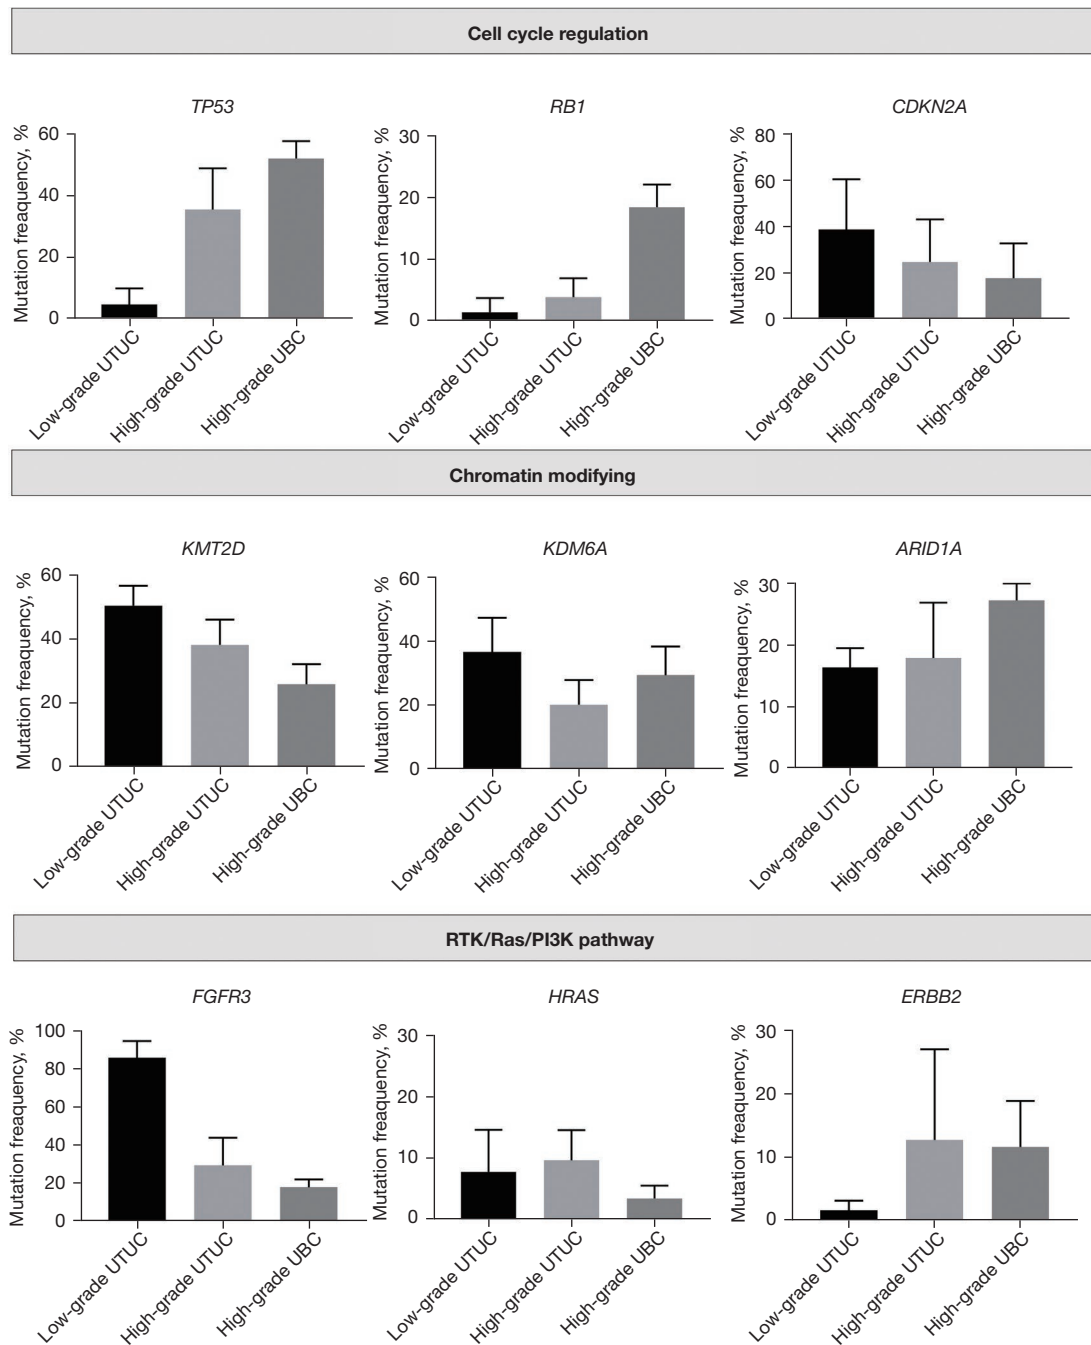 Cell cycle regulation
TP53
RB1
CDKN2A
Mutation freaquency, %
60
40
20
0
Low-grade UTUC
High-grade UTUC
High-grade UBC
Mutation freaquency, %
30
20
10
0
Low-grade UTUC
High-grade UTUC
High-grade UBC
Mutation freaquency, %
80
60
40
20
0
Low-grade UTUC
High-grade UTUC
High-grade UBC
Chromatin modifying
KMT2D
KDM6A
ARID1A
Mutation freaquency, %
60
40
20
0
Low-grade UTUC
High-grade UTUC
High-grade UBC
Mutation freaquency, %
60
40
20
0
Low-grade UTUC
High-grade UTUC
High-grade UBC
Mutation freaquency, %
30
20
10
0
Low-grade UTUC
High-grade UTUC
High-grade UBC
RTK/Ras/PI3K pathway
FGFR3
HRAS
ERBB2
Mutation freaquency, %
100
80
60
40
20
0
Low-grade UTUC
High-grade UTUC
High-grade UBC
Mutation freaquency, %
30
20
10
0
Low-grade UTUC
High-grade UTUC
High-grade UBC
Mutation freaquency, %
30
20
10
0
Low-grade UTUC
High-grade UTUC
High-grade UBC